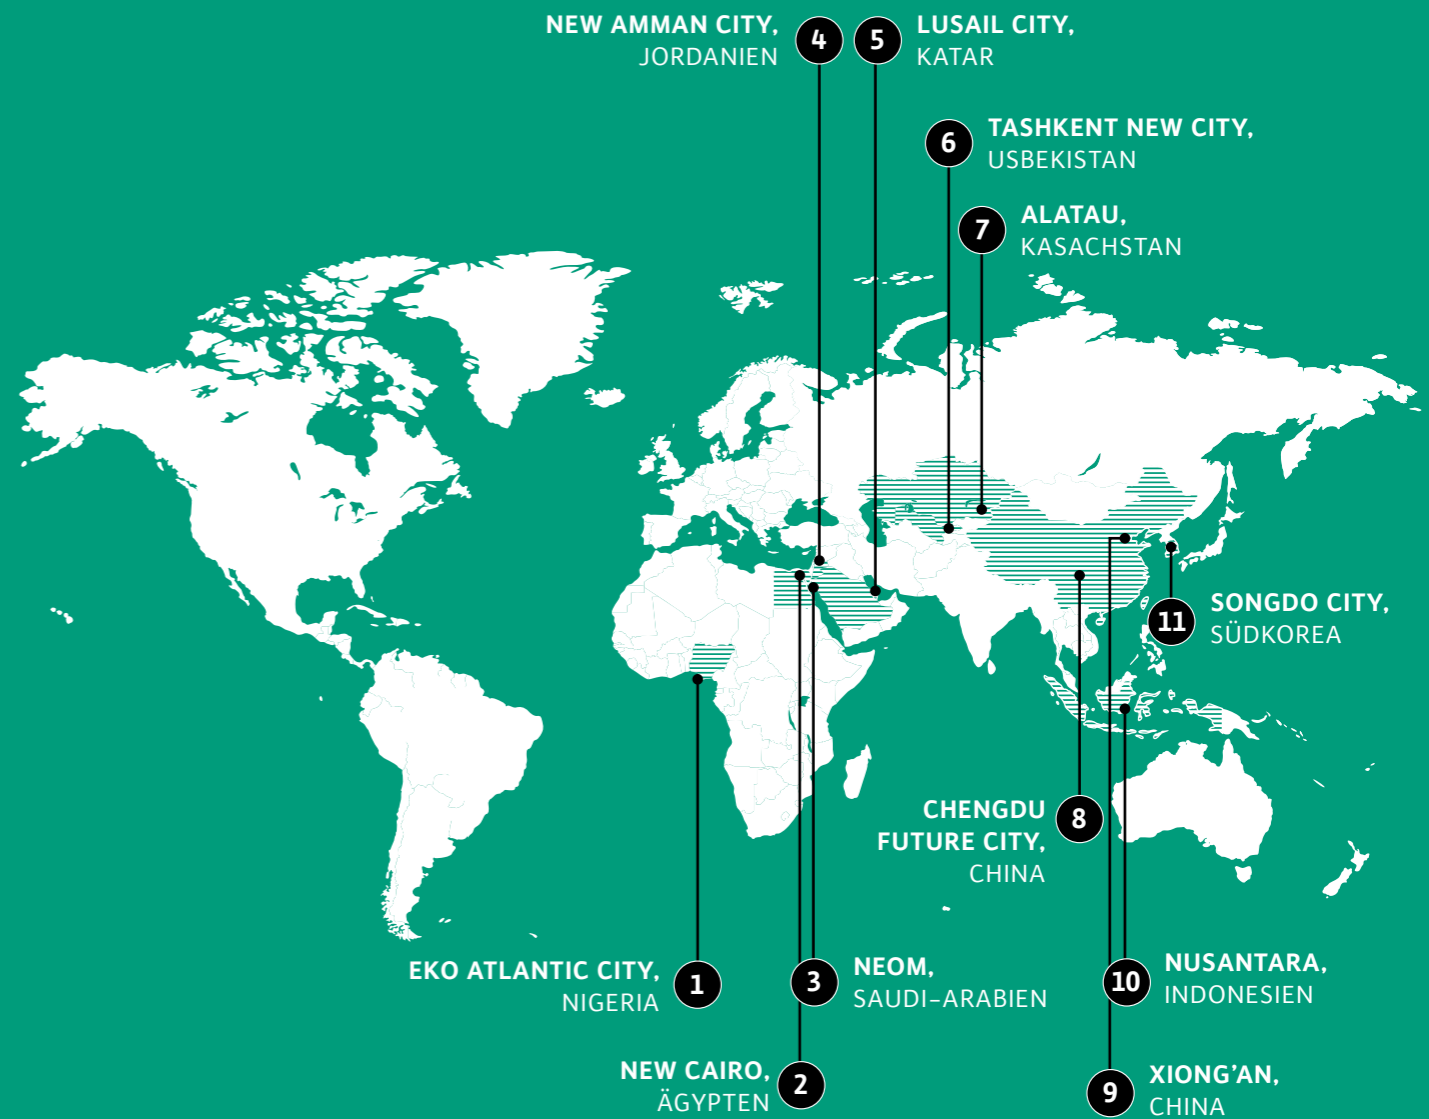 NEW AMMAN CITY,
JORDANIEN
4
5
LUSAIL CITY,
KATAR
6
TASHKENT NEW CITY,
USBEKISTAN
7
ALATAU,
KASACHSTAN
11
SONGDO CITY,
SÜDKOREA
CHENGDU
FUTURE CITY,
CHINA
8
EKO ATLANTIC CITY,
NIGERIA
1
3
NEOM,
SAUDI-ARABIEN
10
NUSANTARA,
INDONESIEN
NEW CAIRO,
ÄGYPTEN
2
9
XIONG'AN,
CHINA